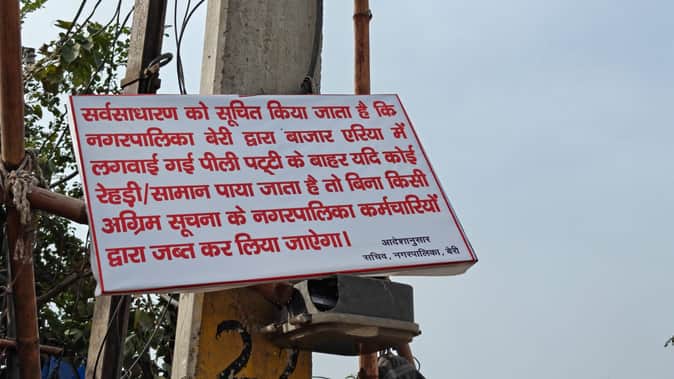 सर्वसाधारण को सूचित किया जाता है कि
नगरपालिका बेरी द्वारा बाजार एरिया में
लगवाई गई पीली पट्टी के बाहर यदि कोई
रेहड़ी/सामान पाया जाता है तो बिना किसी
अग्रिम सूचना के नगरपालिका कर्मचारियों
द्वारा जब्त कर लिया जाऐगा।
आदेशानुसार
सचिव, नगरपालिका, बेरी